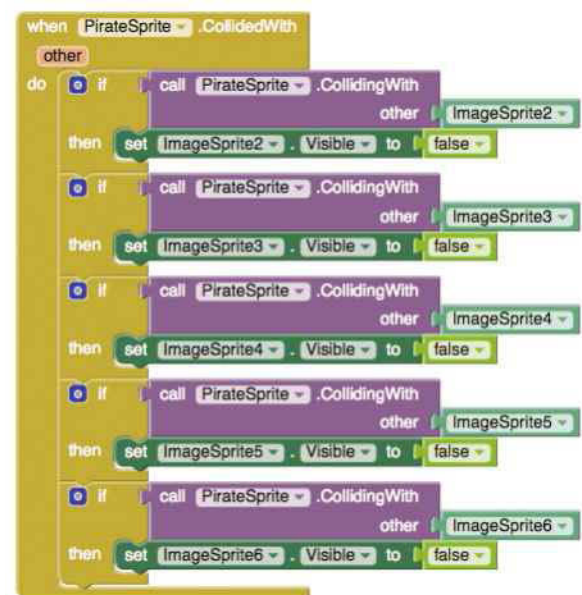 when PirateSprite .CollidedWith
other
do if call PirateSprite .CollidingWith
other ImageSprite2
then set ImageSprite2 . Visible to false
if call PirateSprite .CollidingWith
other ImageSprite3
then set ImageSprite3 . Visible to false
if call PirateSprite .CollidingWith
other ImageSprite4
then set ImageSprite4 . Visible to false
if call PirateSprite .CollidingWith
other ImageSprite5
then set ImageSprite5 . Visible to false
if call PirateSprite .CollidingWith
other ImageSprite6
then set ImageSprite6 . Visible to false